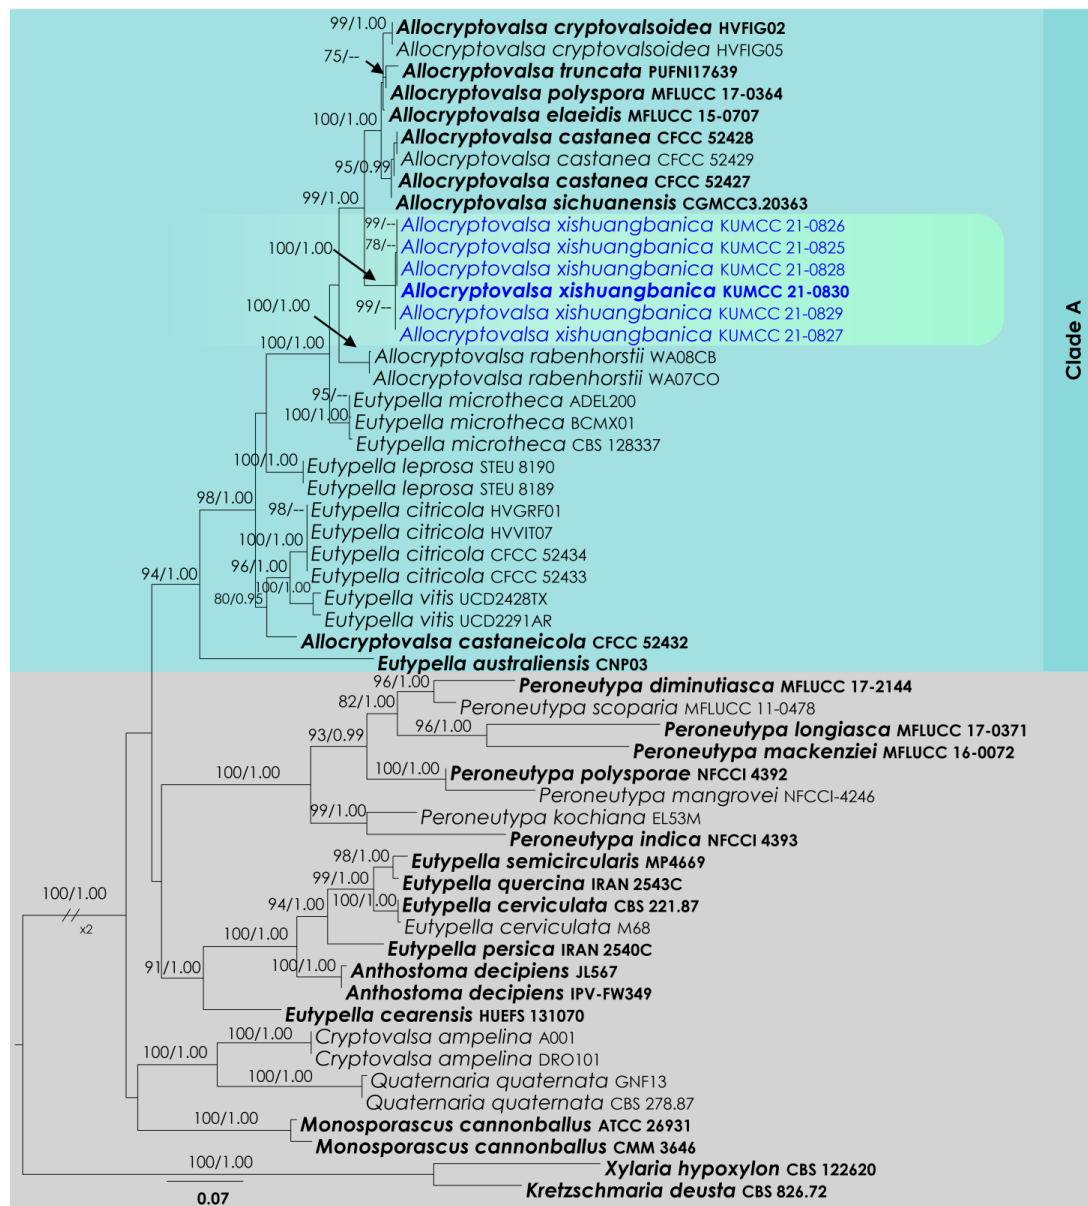 99/1.00
Allocryptovalsa cryptovalsoidea HVFIG02
Allocryptovalsa cryptovalsoidea HVFIG05
75/--
Allocryptovalsa truncata PUFNI17639
Allocryptovalsa polyspora MFLUCC 17-0364
Allocryptovalsa elaeidis MFLUCC 15-0707
100/1.00
Allocryptovalsa castanea CFCC 52428
Allocryptovalsa castanea CFCC 52429
95/0.99
Allocryptovalsa castanea CFCC 52427
Allocryptovalsa sichuanensis CGMCC3.20363
99/1.00
99/--
Allocryptovalsa xishuangbanica KUMCC 21-0826
78/--
Allocryptovalsa xishuangbanica KUMCC 21-0825
100/1.00
Allocryptovalsa xishuangbanica KUMCC 21-0828
Allocryptovalsa xishuangbanica KUMCC 21-0830
99/--
Allocryptovalsa xishuangbanica KUMCC 21-0829
Allocryptovalsa xishuangbanica KUMCC 21-0827
100/1.00
100/1.00
Allocryptovalsa rabenhorstii WA08CB
Allocryptovalsa rabenhorstii WA07CO
95/--
Eutypella microtheca ADEL200
100/1.00
Eutypella microtheca BCMX01
Eutypella microtheca CBS 128337
100/1.00
Eutypella leprosa STEU 8190
Eutypella leprosa STEU 8189
98/1.00
98/--
Eutypella citricola HVGRF01
Eutypella citricola HVVIT07
100/1.00
Eutypella citricola CFCC 52434
96/1.00
Eutypella citricola CFCC 52433
94/1.00
100/1.00
80/0.95
Eutypella vitis UCD2428TX
Eutypella vitis UCD2291AR
Allocryptovalsa castaneicola CFCC 52432
Eutypella australiensis CNP03
Clade A
96/1.00
Peroneutypa diminutiasca MFLUCC 17-2144
82/1.00
Peroneutypa scoparia MFLUCC 11-0478
96/1.00
Peroneutypa longiasca MFLUCC 17-0371
93/0.99
Peroneutypa mackenziei MFLUCC 16-0072
100/1.00
100/1.00
Peroneutypa polysporae NFCCI 4392
Peroneutypa mangrovei NFCCI-4246
99/1.00
Peroneutypa kochiana EL53M
Peroneutypa indica NFCCI 4393
98/1.00
Eutypella semicircularis MP4669
99/1.00
Eutypella quercina IRAN 2543C
100/1.00
Eutypella cerviculata CBS 221.87
94/1.00
Eutypella cerviculata M68
100/1.00
Eutypella persica IRAN 2540C
100/1.00
91/1.00
Anthostoma decipiens JL567
Anthostoma decipiens IPV-FW349
Eutypella cearensis HUEFS 131070
100/1.00
x2
100/1.00
Cryptovalsa ampelina A001
100/1.00
Cryptovalsa ampelina DRO101
100/1.00
Quaternaria quaternata GNF13
Quaternaria quaternata CBS 278.87
100/1.00
Monosporascus cannonballus ATCC 26931
Monosporascus cannonballus CMM 3646
100/1.00
Xylaria hypoxylon CBS 122620
Kretzschmaria deusta CBS 826.72
0.07